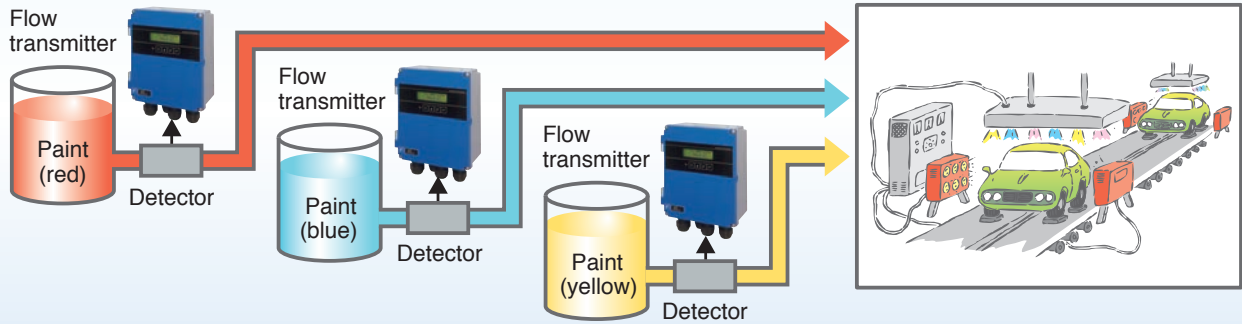 Flow
transmitter
Paint
(red)
Detector
Flow
transmitter
Paint
(blue)
Detector
Flow
transmitter
Paint
(yellow)
Detector